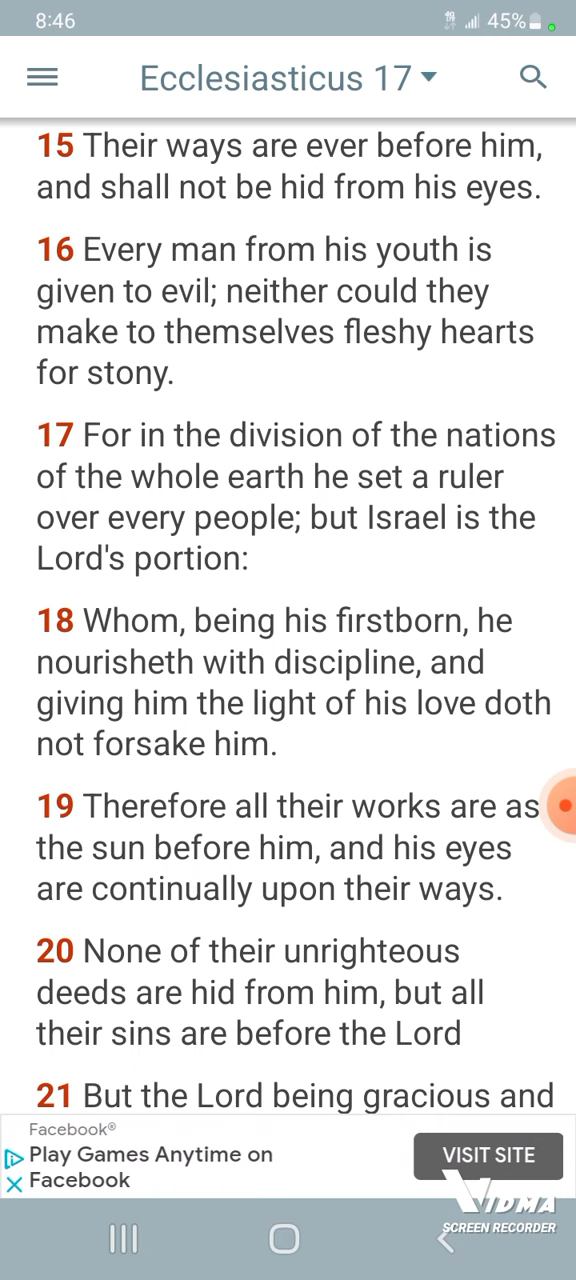 8:46
45%
Ecclesiasticus 17
15 Their ways are ever before him,
and shall not be hid from his eyes.
16 Every man from his youth is
given to evil; neither could they
make to themselves fleshy hearts
for stony.
17 For in the division of the nations
of the whole earth he set a ruler
over every people; but Israel is the
Lord's portion:
18 Whom, being his firstborn, he
nourisheth with discipline, and
giving him the light of his love doth
not forsake him.
19 Therefore all their works are as
the sun before him, and his eyes
are continually upon their ways.
20 None of their unrighteous
deeds are hid from him, but all
their sins are before the Lord
21 But the Lord being gracious and
Facebook®
Play Games Anytime on
Facebook
VISIT SITE
VIDMA
SCREEN RECORDER